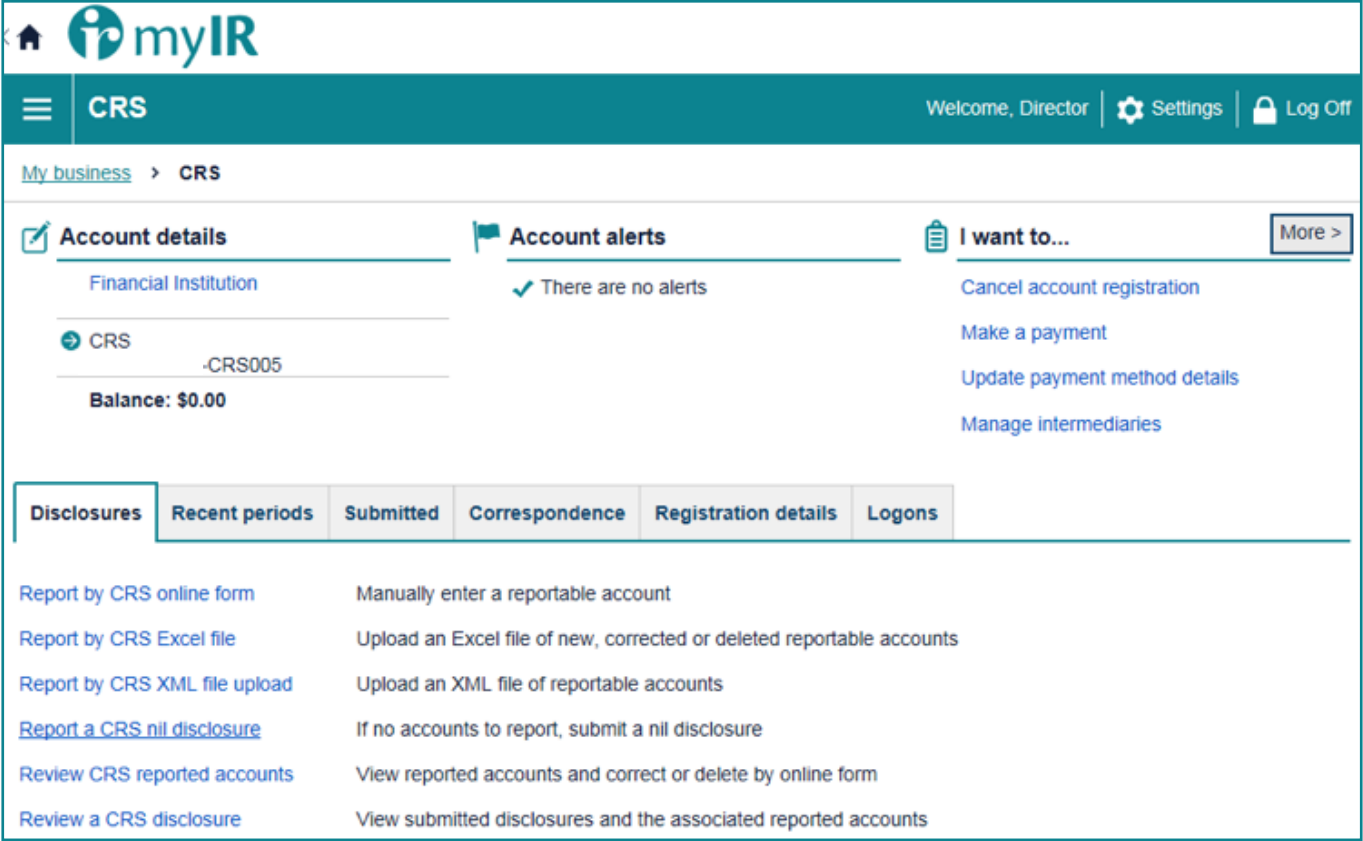 ir myIR
CRS
Welcome, Director
Settings
Log Off
My business > CRS
Account details
Financial Institution
CRS
-CRS005
Balance: $0.00
Account alerts
There are no alerts
I want to...
More >
Cancel account registration
Make a payment
Update payment method details
Manage intermediaries
Disclosures Recent periods Submitted Correspondence Registration details Logons
Report by CRS online form Manually enter a reportable account
Report by CRS Excel file Upload an Excel file of new, corrected or deleted reportable accounts
Report by CRS XML file upload Upload an XML file of reportable accounts
Report a CRS nil disclosure If no accounts to report, submit a nil disclosure
Review CRS reported accounts View reported accounts and correct or delete by online form
Review a CRS disclosure View submitted disclosures and the associated reported accounts